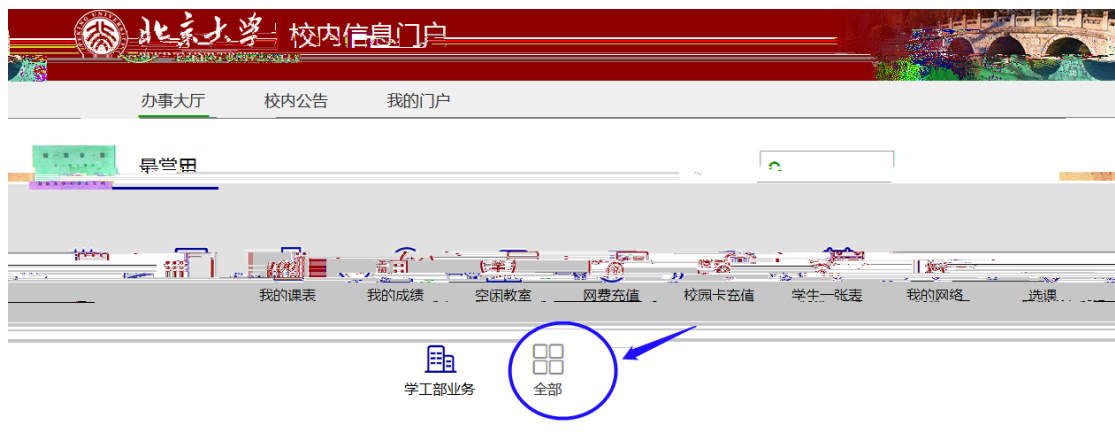 北京大学 校内信息门户
办事大厅 校内公告 我的门户
最常用
我的课表 我的成绩 空闲教室 网费充值 校园卡充值 学生一张表 我的网络 选课
学工部业务 全部